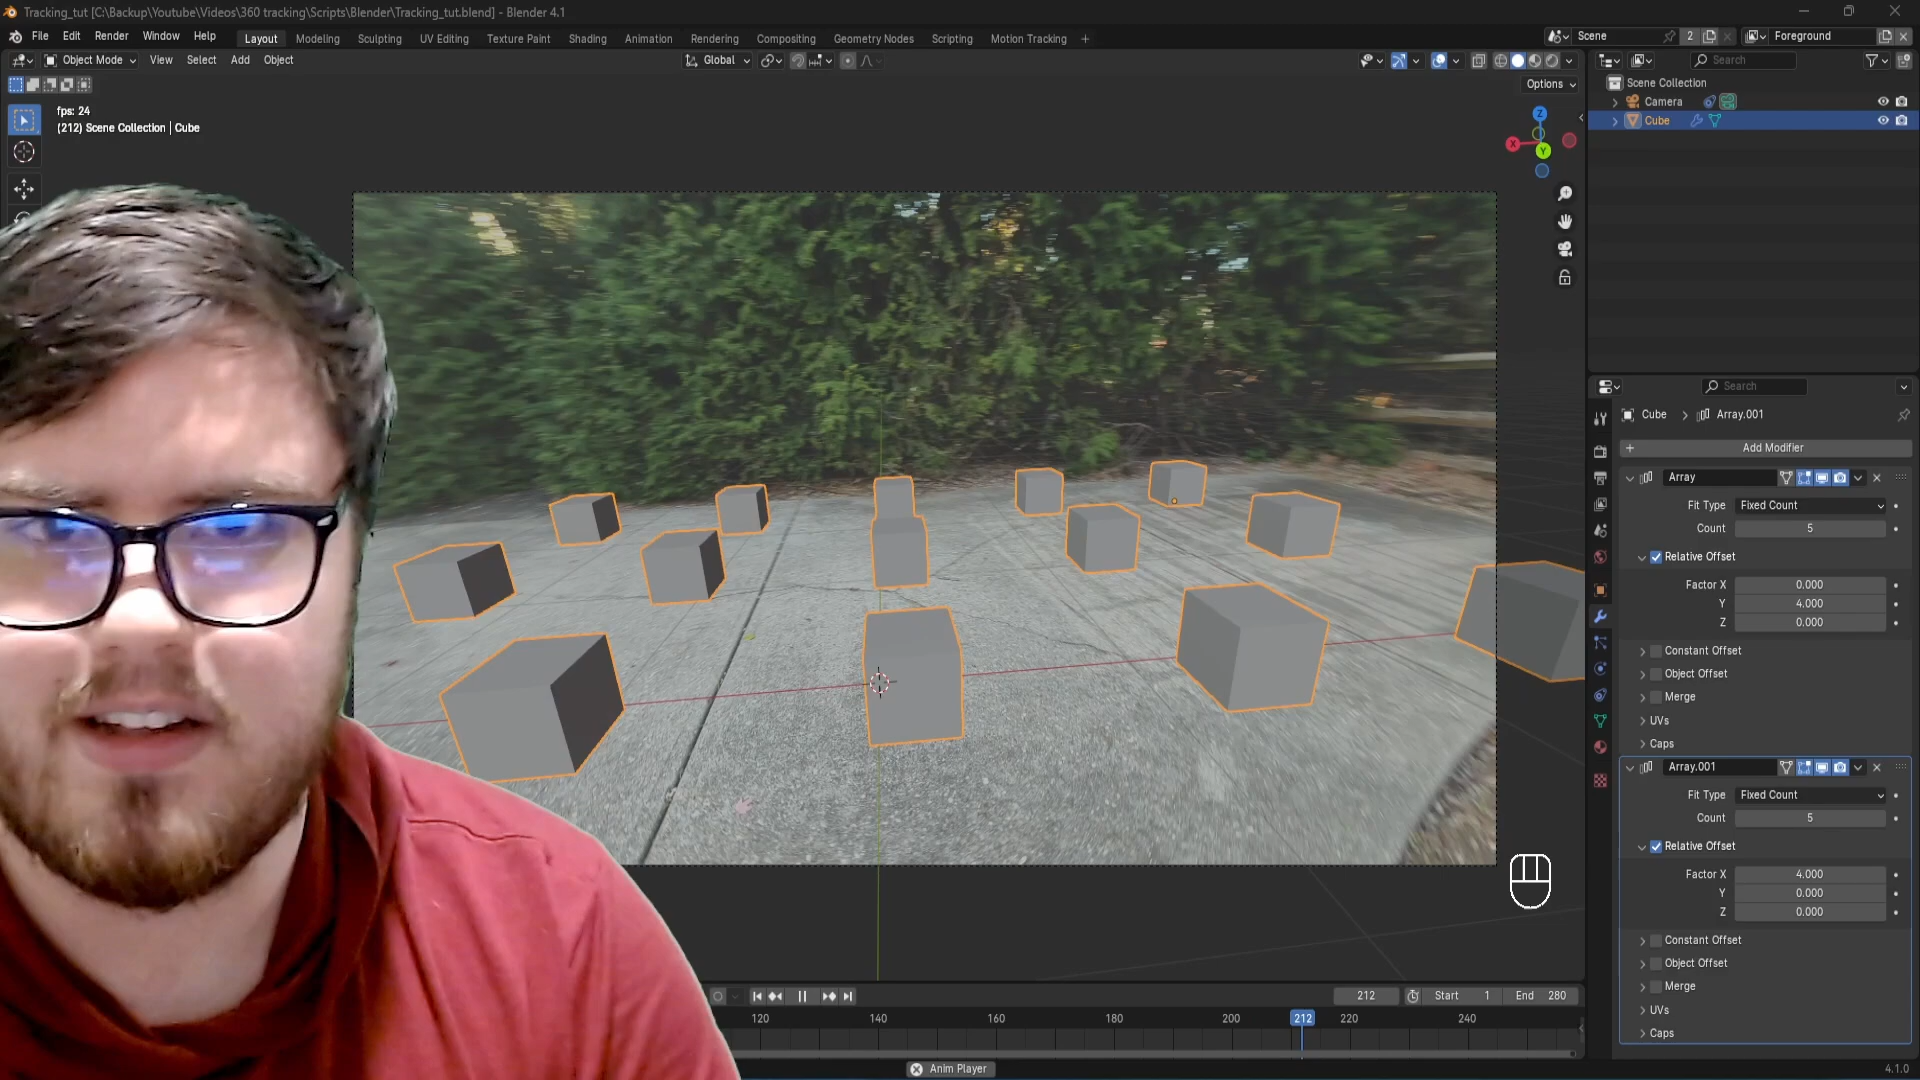 Tracking_tut [C:\Backup\Youtube\Videos\360 tracking\Scripts\Blender\Tracking_tut.blend] - Blender 4.1
File Edit Render Window Help Layout Modeling Sculpting UV Editing Texture Paint Shading Animation Rendering Compositing Geometry Nodes Scripting Motion Tracking + Scene 2 Foreground
Object Mode View Select Add Object Global Search
Options
Scene Collection
Camera
Cube
fps: 24
(212) Scene Collection | Cube
Z
X
Y
Search
Cube > Array.001
+ Add Modifier
Array
Fit Type Fixed Count
Count 5
Relative Offset
Factor X 0.000
Y 4.000
Z 0.000
Constant Offset
Object Offset
Merge
UVs
Caps
Array.001
Fit Type Fixed Count
Count 5
Relative Offset
Factor X 4.000
Y 0.000
Z 0.000
Constant Offset
Object Offset
Merge
UVs
Caps
212 Start 1 End 280
120 140 160 180 200 212 220 240
Anim Player
4.1.0